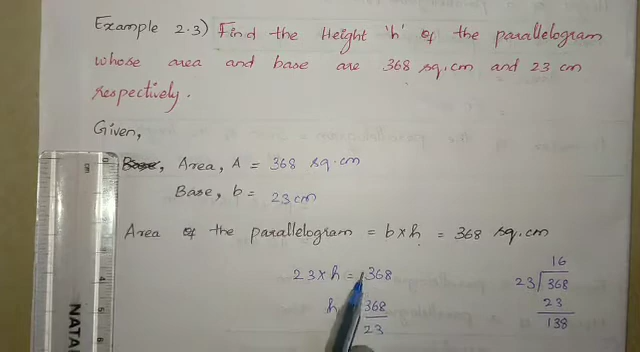 Example 2.3) Find the Height 'h' of the parallelogram
whose area and base are 368 sq.cm and 23 cm
respectively.
Given,
Base, Area, A = 368 sq.cm
Base, b = 23 cm
Area of the parallelogram = b x h = 368 sq.cm
23 x h = 368
h 368
23
16
23 368
23
138
NATA